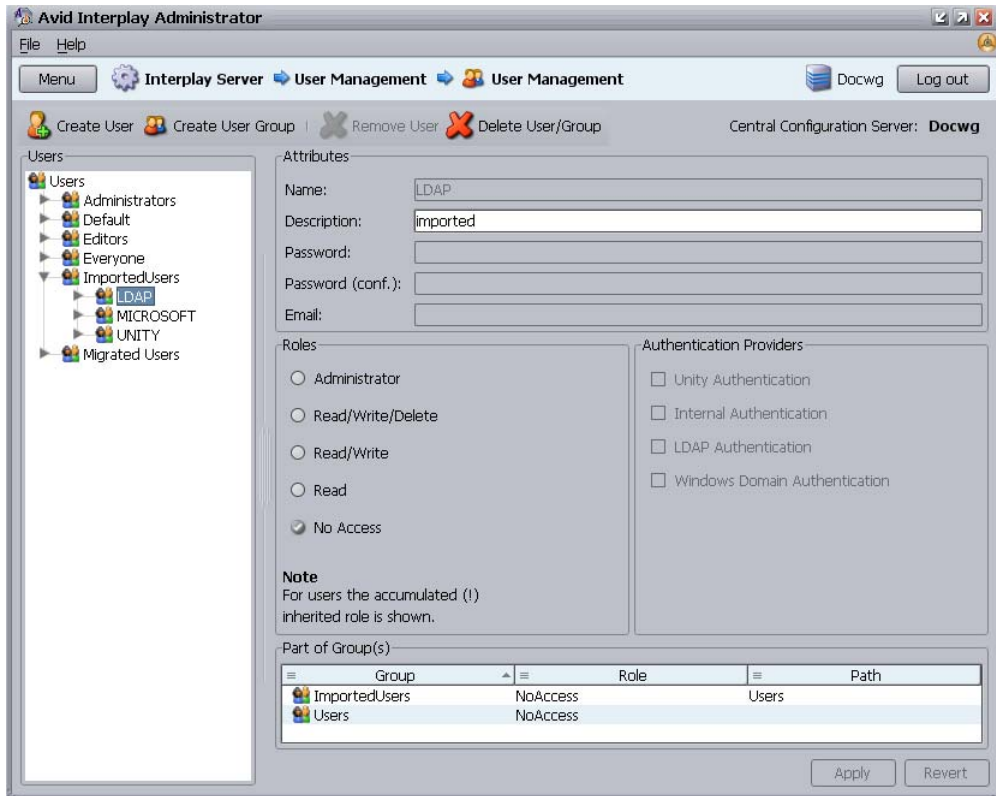 Avid Interplay Administrator
File Help
Menu Interplay Server User Management User Management Docwg Log out
Create User Create User Group Remove User Delete User/Group Central Configuration Server: Docwg
Users
Users
Administrators
Default
Editors
Everyone
ImportedUsers
LDAP
MICROSOFT
UNITY
Migrated Users
Attributes
Name: LDAP
Description: imported
Password:
Password (conf.):
Email:
Roles
Administrator
Read/Write/Delete
Read/Write
Read
No Access
Note
For users the accumulated (!)
inherited role is shown.
Authentication Providers
Unity Authentication
Internal Authentication
LDAP Authentication
Windows Domain Authentication
Part of Group(s)
Group Role Path
ImportedUsers NoAccess Users
Users NoAccess
Apply Revert